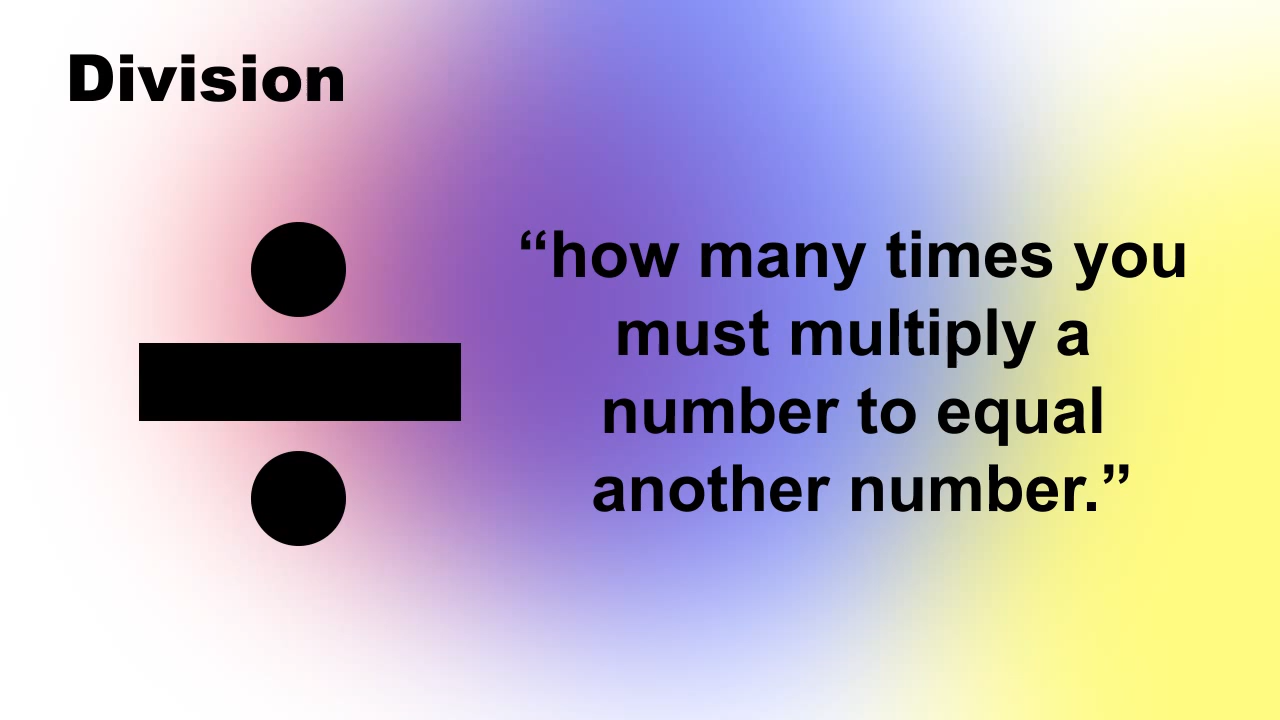 Division
“how many times you
must multiply a
number to equal
another number.”